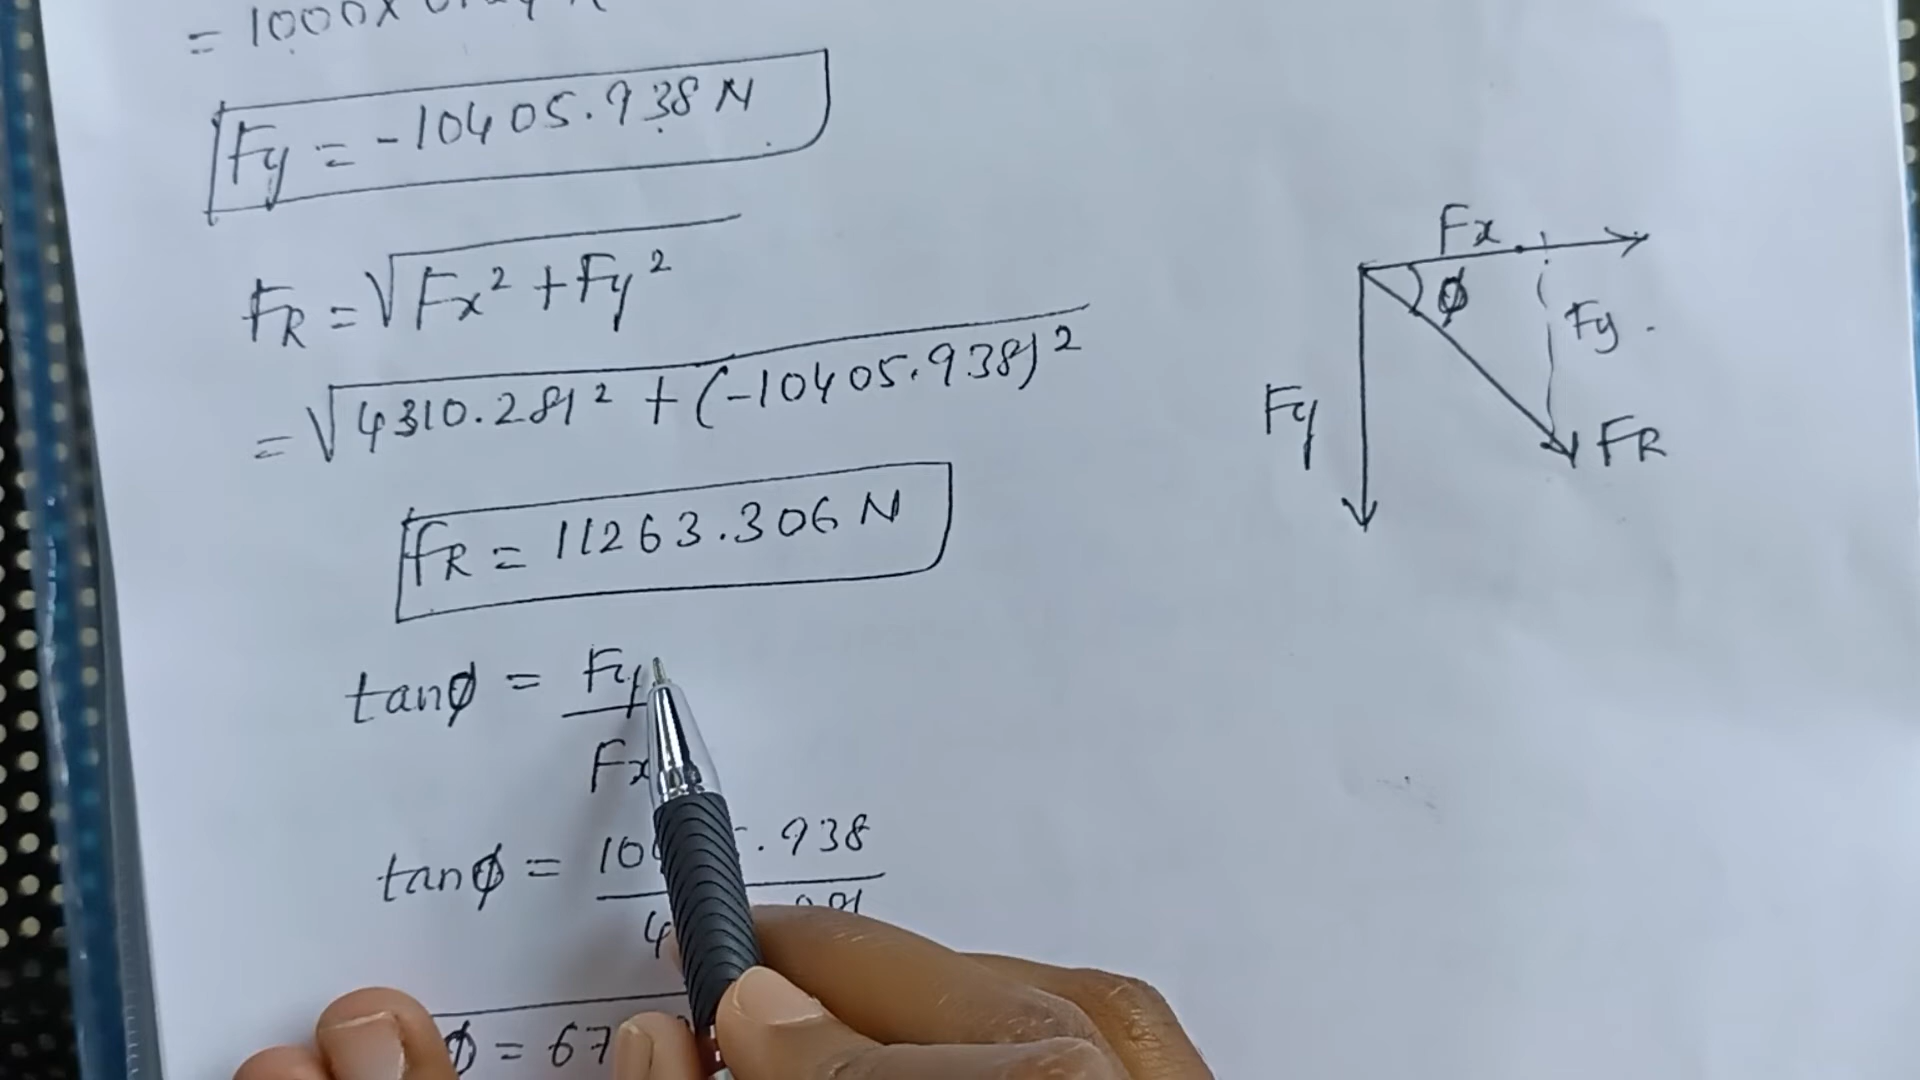 = 1000×
Fy = -10405.938 N
FR = √Fx² + Fy²
= √4310.281² + (-10405.938)²
FR = 11263.306 N
tanϕ = Fy
Fx
tanϕ = .938
ϕ = 67
Fx
ϕ
Fy
Fy
FR